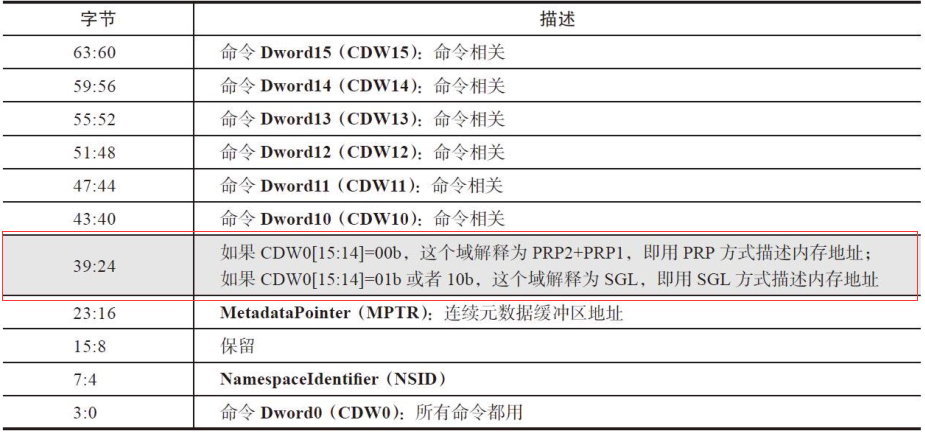 字节 描述
63:60 命令 Dword15（CDW15）：命令相关
59:56 命令 Dword14（CDW14）：命令相关
55:52 命令 Dword13（CDW13）：命令相关
51:48 命令 Dword12（CDW12）：命令相关
47:44 命令 Dword11（CDW11）：命令相关
43:40 命令 Dword10（CDW10）：命令相关
39:24 如果 CDW0[15:14]=00b，这个域解释为 PRP2+PRP1，即用 PRP 方式描述内存地址；
如果 CDW0[15:14]=01b 或者 10b，这个域解释为 SGL，即用 SGL 方式描述内存地址
23:16 MetadataPointer（MPTR）：连续元数据缓冲区地址
15:8 保留
7:4 NamespaceIdentifier（NSID）
3:0 命令 Dword0（CDW0）：所有命令都用